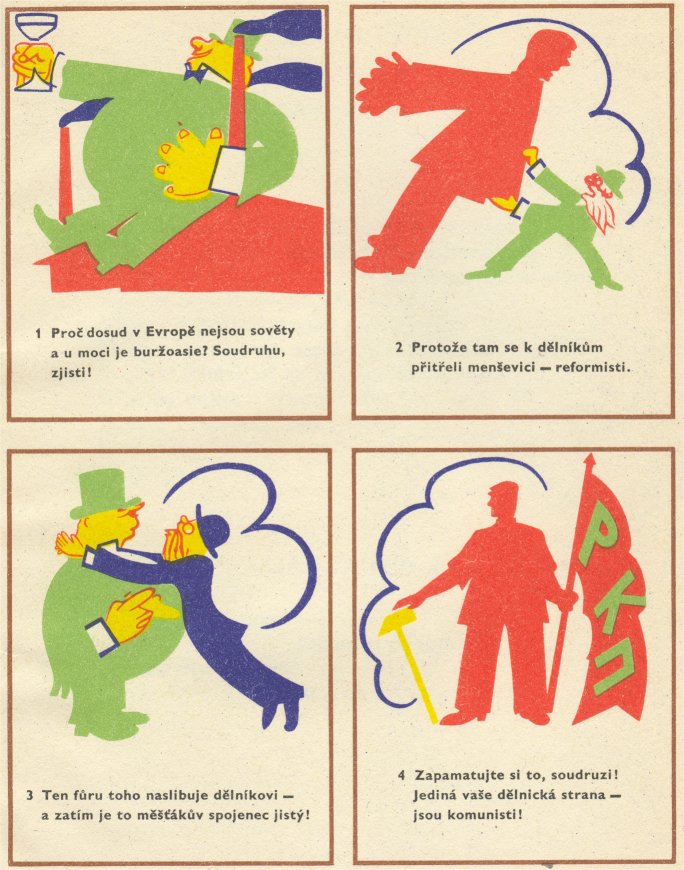 1 Proč dosud v Evropě nejsou sověty
a u moci je buržoasie? Soudruhu,
zjisti!
2 Protože tam se k dělníkům
přitřeli menševici — reformisti.
3 Ten fůru toho naslibuje dělníkovi —
a zatím je to měšťákův spojenec jistý!
РКП
4 Zapamatujte si to, soudruzi!
Jediná vaše dělnická strana —
jsou komunisti!